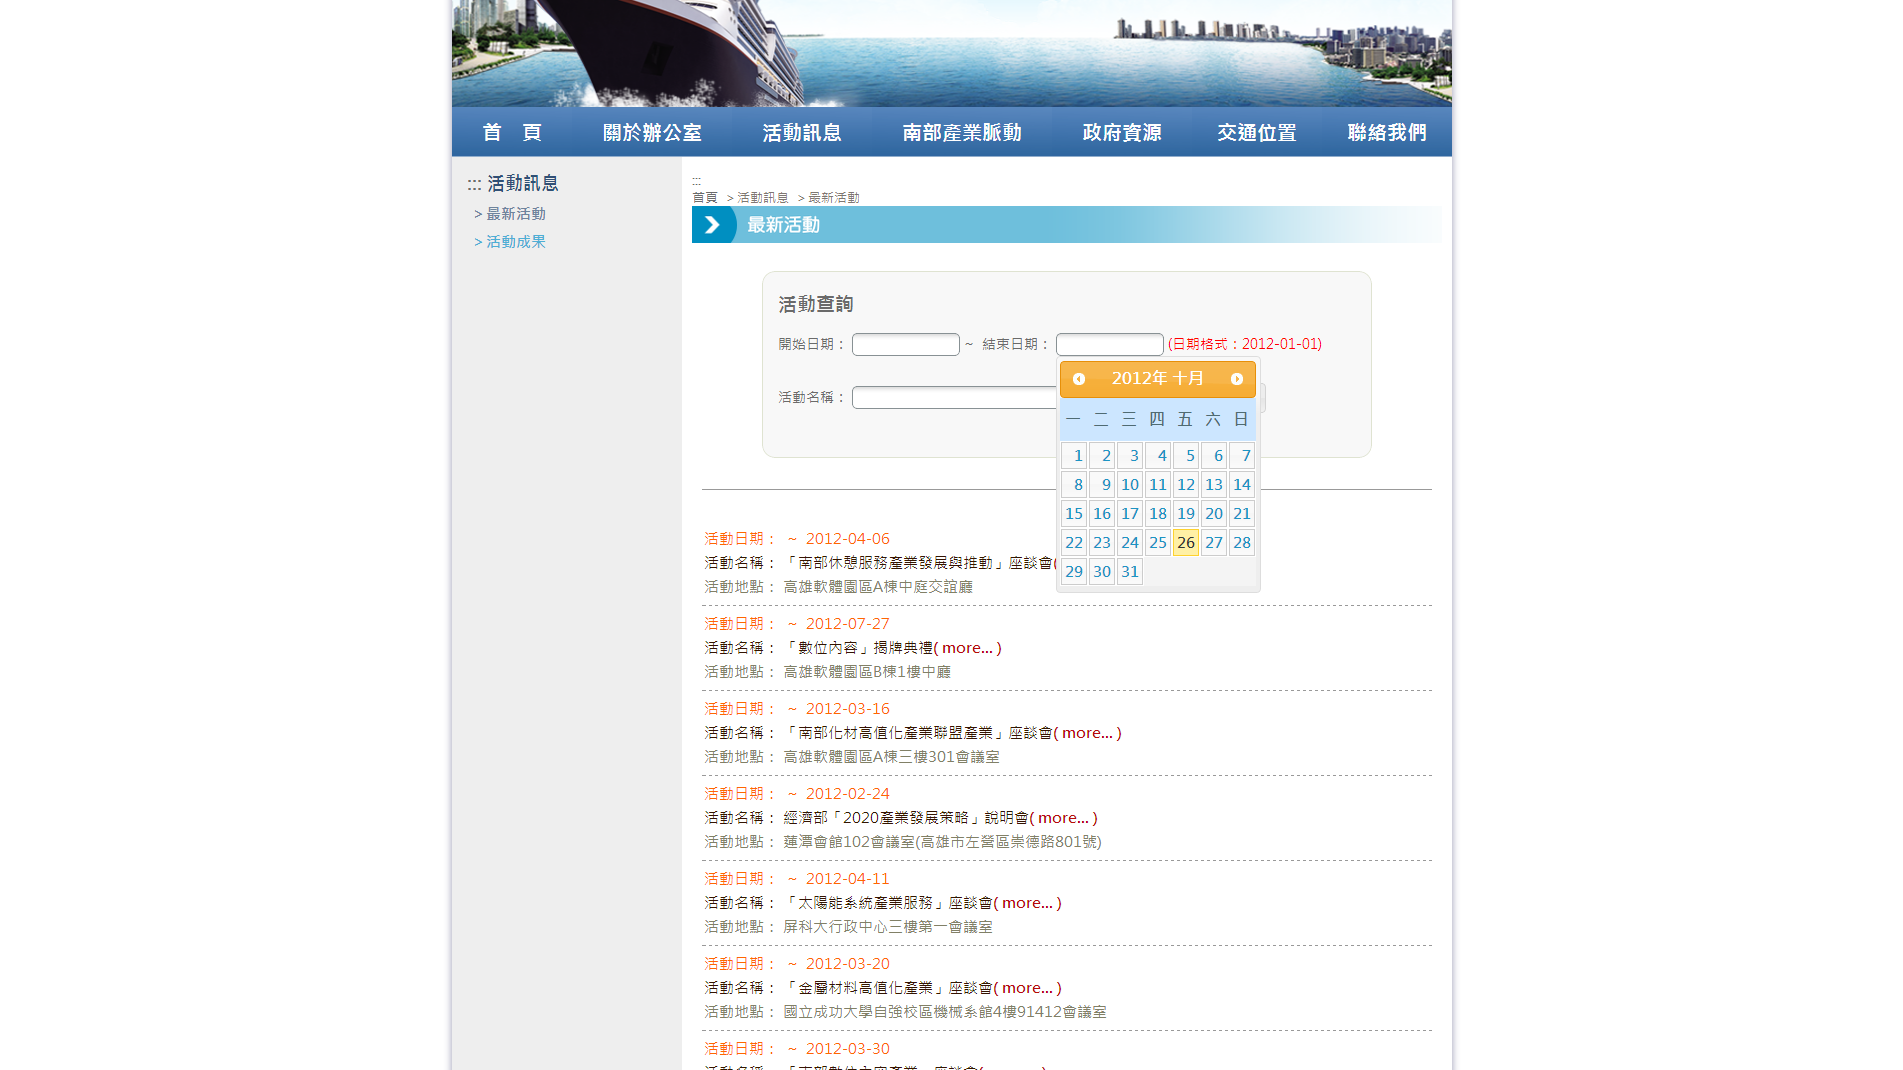 首　頁 關於辦公室 活動訊息 南部產業脈動 政府資源 交通位置 聯絡我們
::: 活動訊息
> 最新活動
> 活動成果
:::
首頁 > 活動訊息 > 最新活動
最新活動
活動查詢
開始日期： ~ 結束日期： (日期格式：2012-01-01)
活動名稱：
2012年 十月
一 二 三 四 五 六 日
1 2 3 4 5 6 7
8 9 10 11 12 13 14
15 16 17 18 19 20 21
22 23 24 25 26 27 28
29 30 31
活動日期： ~ 2012-04-06
活動名稱： 「南部休憩服務產業發展與推動」座談會(
活動地點： 高雄軟體園區A棟中庭交誼廳
活動日期： ~ 2012-07-27
活動名稱： 「數位內容」揭牌典禮( more... )
活動地點： 高雄軟體園區B棟1樓中廳
活動日期： ~ 2012-03-16
活動名稱： 「南部化材高值化產業聯盟產業」座談會( more... )
活動地點： 高雄軟體園區A棟三樓301會議室
活動日期： ~ 2012-02-24
活動名稱： 經濟部「2020產業發展策略」說明會( more... )
活動地點： 蓮潭會館102會議室(高雄市左營區崇德路801號)
活動日期： ~ 2012-04-11
活動名稱： 「太陽能系統產業服務」座談會( more... )
活動地點： 屏科大行政中心三樓第一會議室
活動日期： ~ 2012-03-20
活動名稱： 「金屬材料高值化產業」座談會( more... )
活動地點： 國立成功大學自強校區機械系館4樓91412會議室
活動日期： ~ 2012-03-30